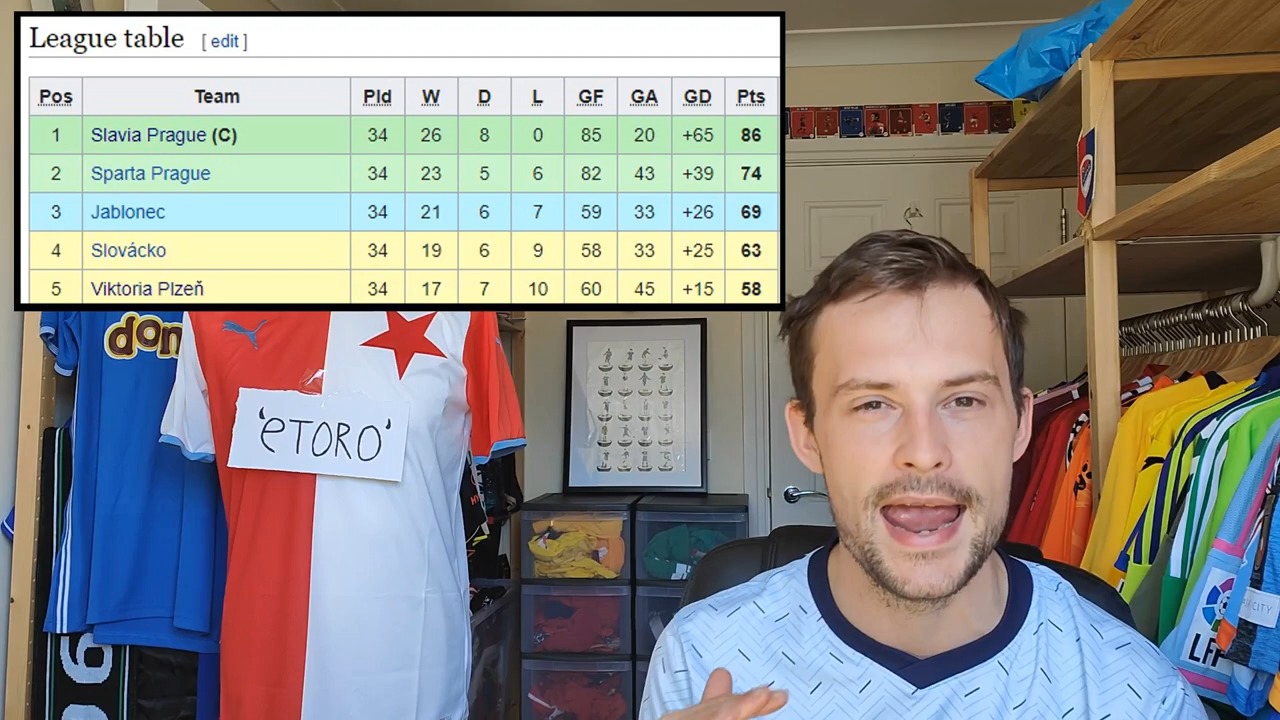 League table [ edit ]
Pos Team Pld W D L GF GA GD Pts
1 Slavia Prague (C) 34 26 8 0 85 20 +65 86
2 Sparta Prague 34 23 5 6 82 43 +39 74
3 Jablonec 34 21 6 7 59 33 +26 69
4 Slovácko 34 19 6 9 58 33 +25 63
5 Viktoria Plzeň 34 17 7 10 60 45 +15 58
don
'eTORO'
CITY
LFP